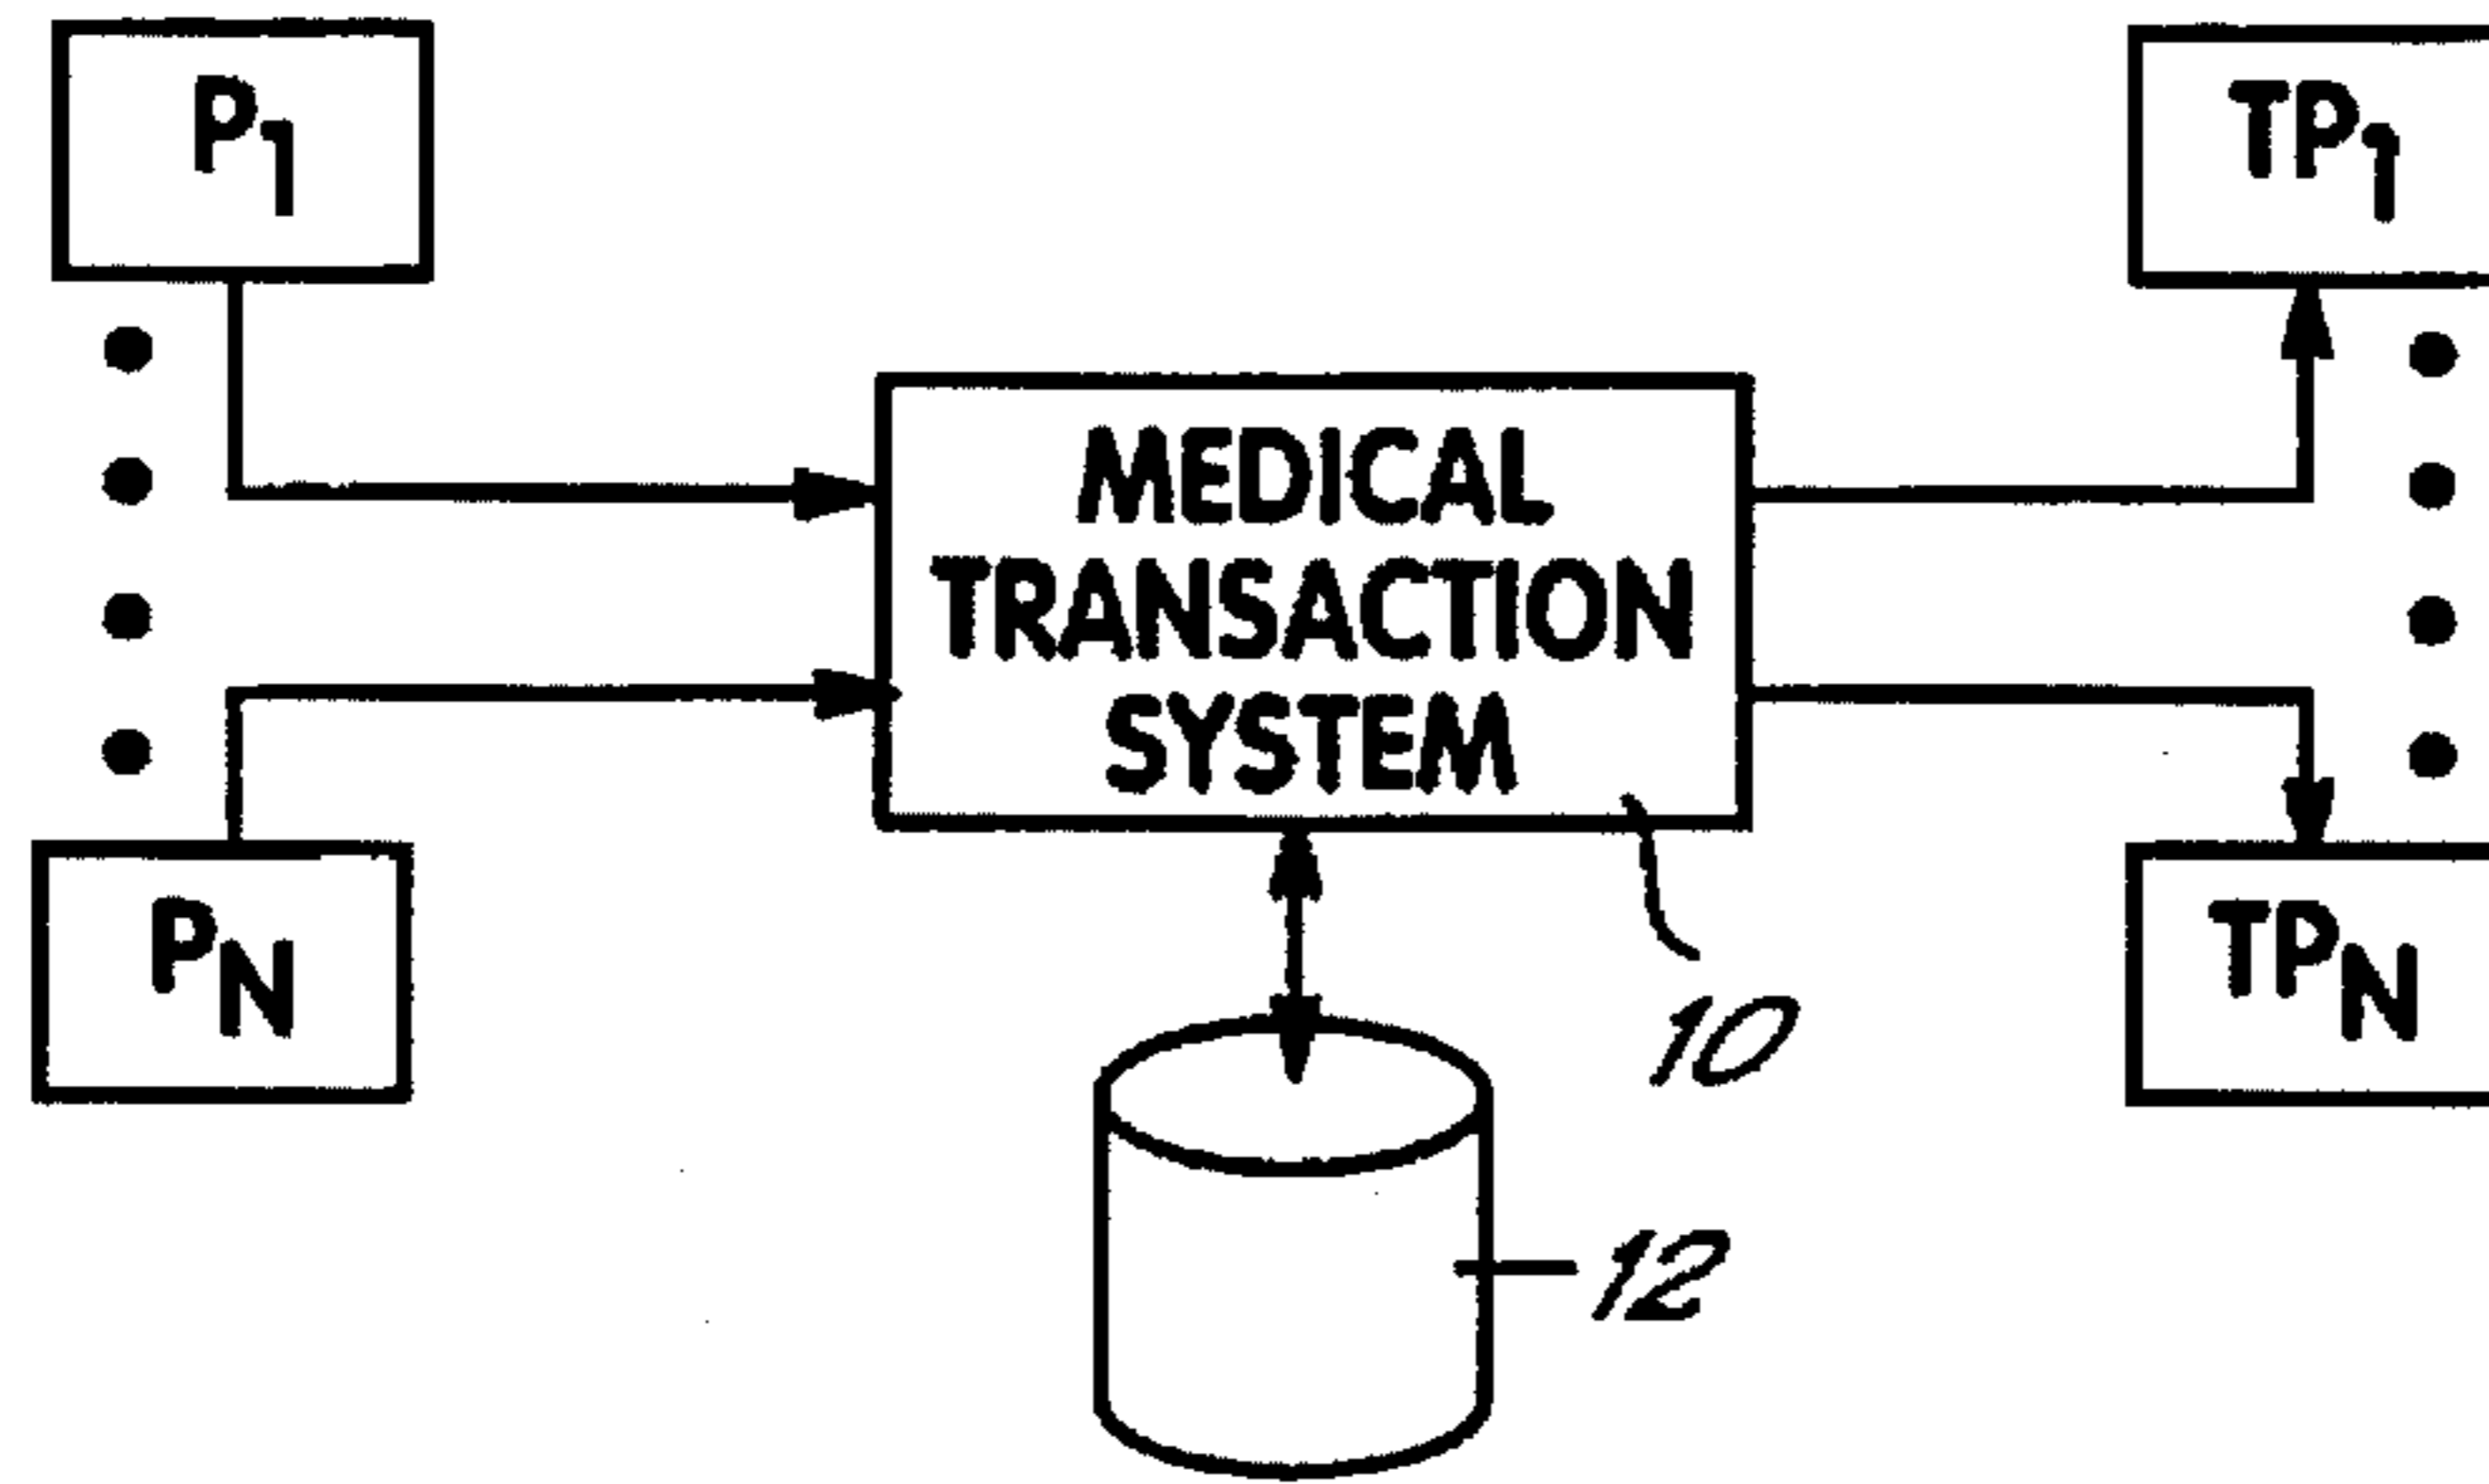 P1
TP1
MEDICAL
TRANSACTION
SYSTEM
PN
TPN
10
12